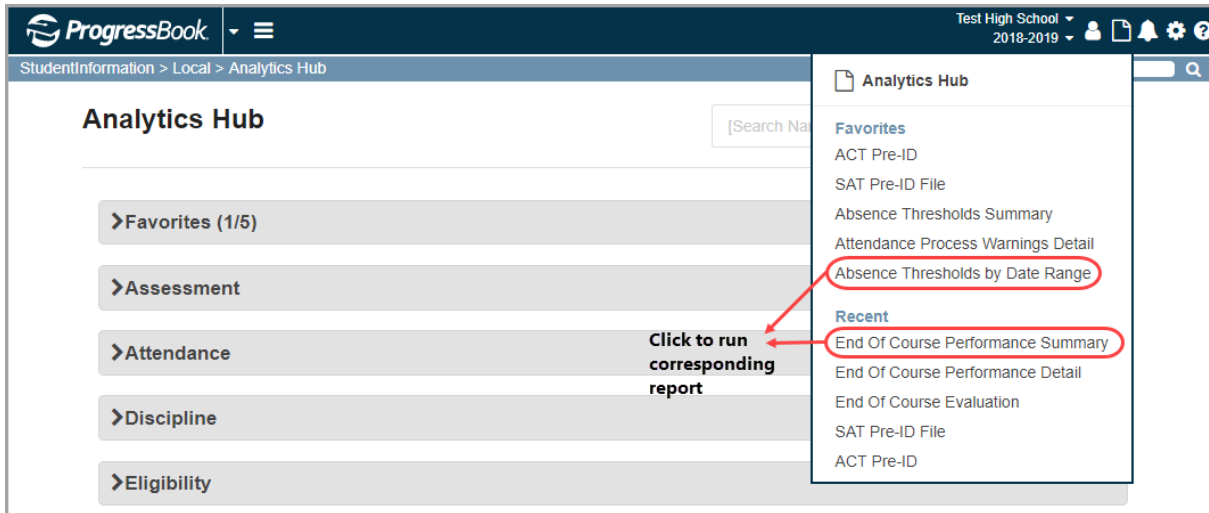 ProgressBook.
Test High School
2018-2019
StudentInformation > Local > Analytics Hub
Analytics Hub
[Search
Favorites (1/5)
Assessment
Attendance
Discipline
Eligibility
Click to run
corresponding
report
Analytics Hub
Favorites
ACT Pre-ID
SAT Pre-ID File
Absence Thresholds Summary
Attendance Process Warnings Detail
Absence Thresholds by Date Range
Recent
End Of Course Performance Summary
End Of Course Performance Detail
End Of Course Evaluation
SAT Pre-ID File
ACT Pre-ID